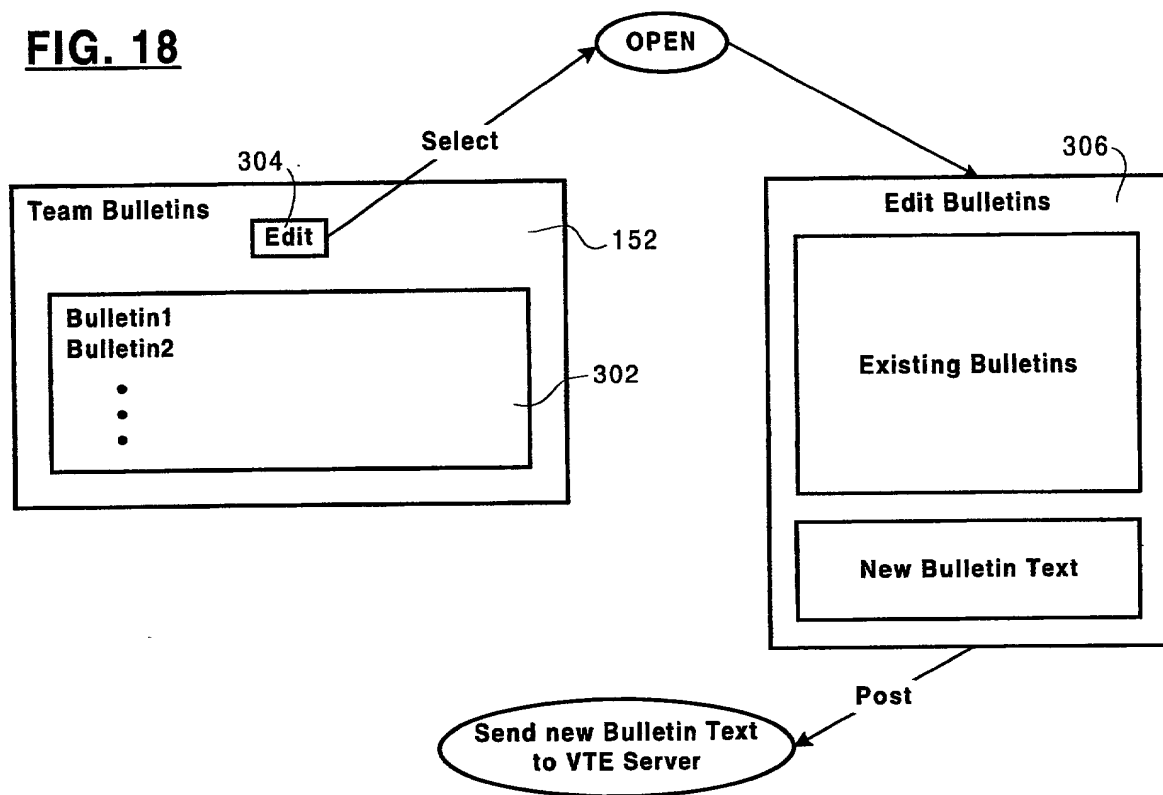 FIG. 18
OPEN
Select
304
Team Bulletins
Edit
152
Bulletin1
Bulletin2
302
306
Edit Bulletins
Existing Bulletins
New Bulletin Text
Post
Send new Bulletin Text
to VTE Server